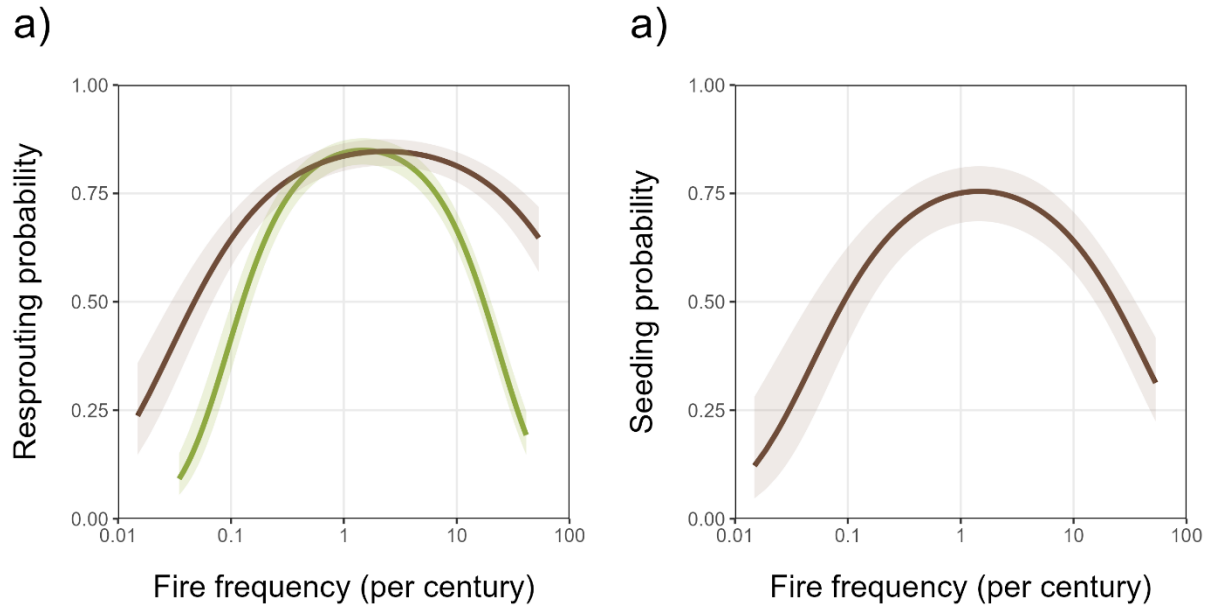 a)
Resprouting probability
1.00
0.75
0.50
0.25
0.00
0.01 0.1 1 10 100
Fire frequency (per century)
a)
Seeding probability
1.00
0.75
0.50
0.25
0.00
0.01 0.1 1 10 100
Fire frequency (per century)